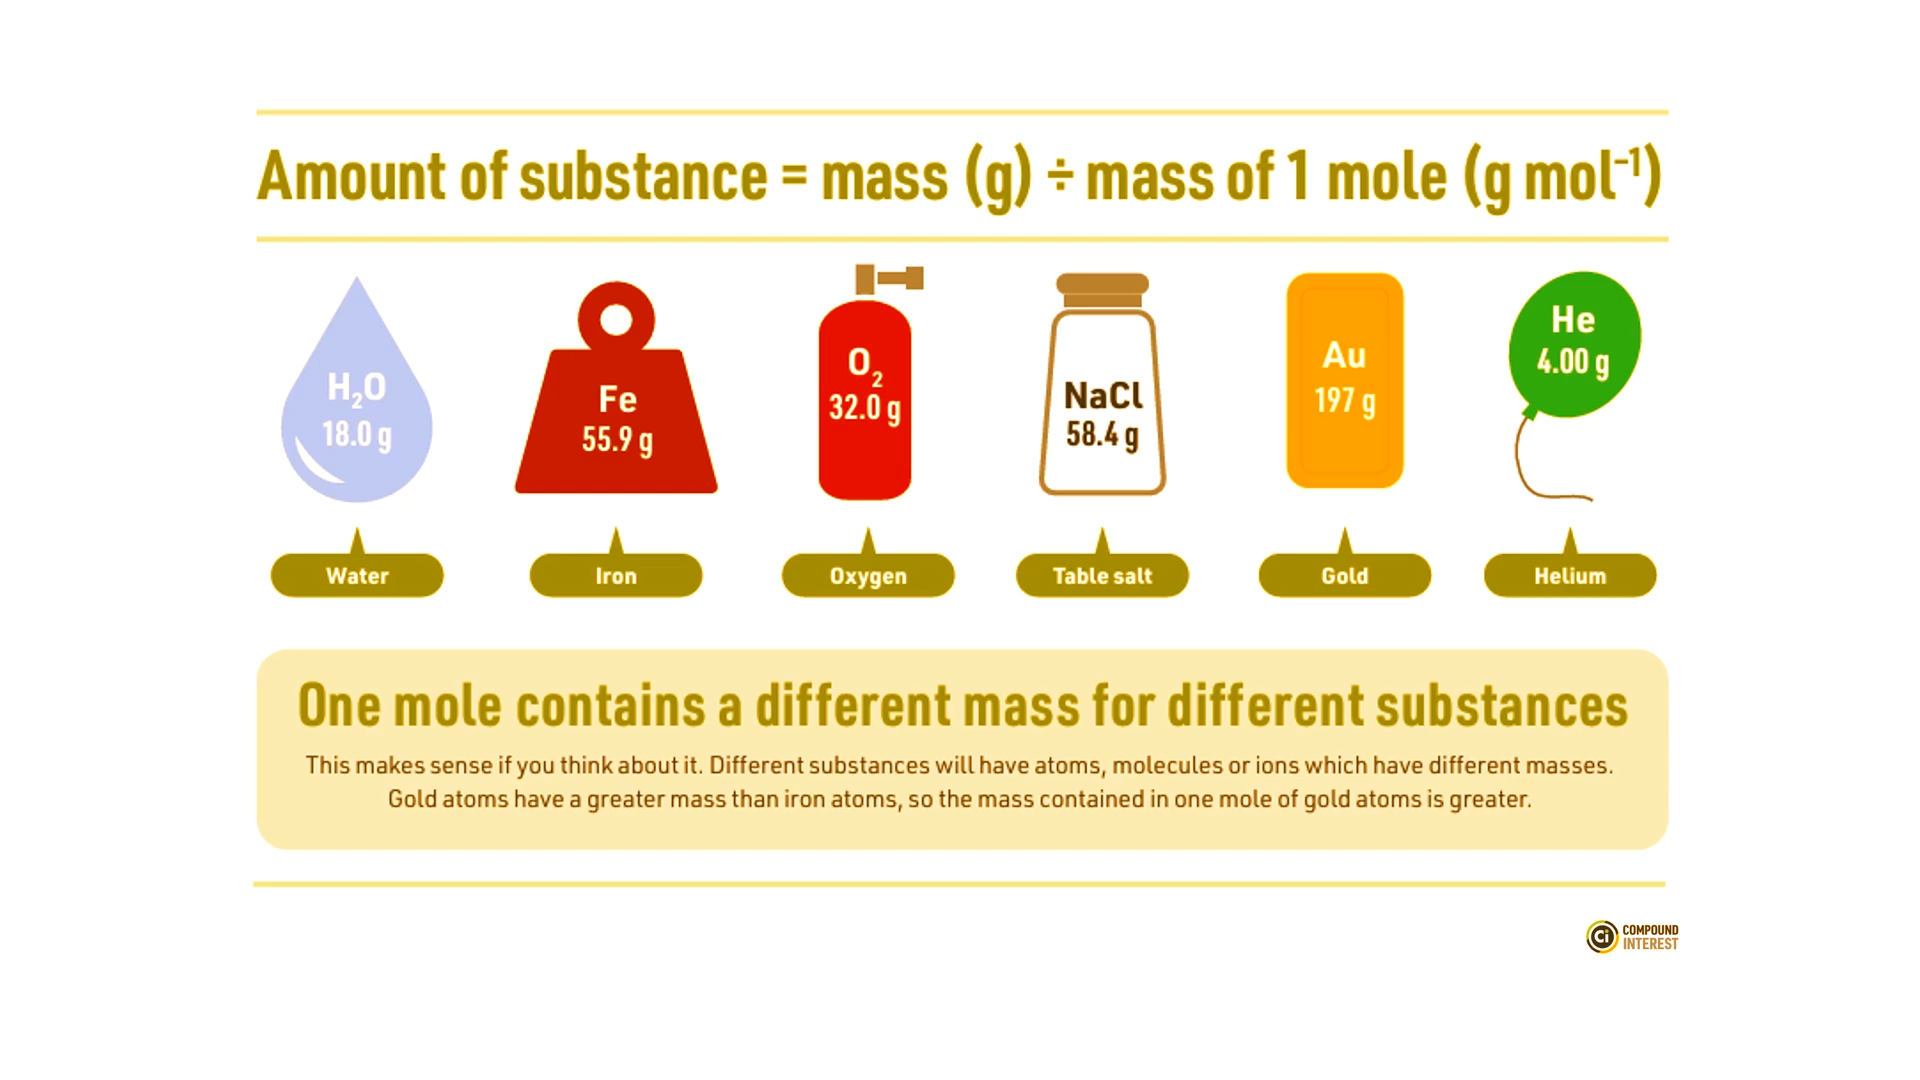 Amount of substance = mass (g) ÷ mass of 1 mole (g mol⁻¹)
H₂O
18.0 g
Fe
55.9 g
O₂
32.0 g
NaCl
58.4 g
Au
197 g
He
4.00 g
Water
Iron
Oxygen
Table salt
Gold
Helium
One mole contains a different mass for different substances
This makes sense if you think about it. Different substances will have atoms, molecules or ions which have different masses.
Gold atoms have a greater mass than iron atoms, so the mass contained in one mole of gold atoms is greater.
Ci
COMPOUND
INTEREST